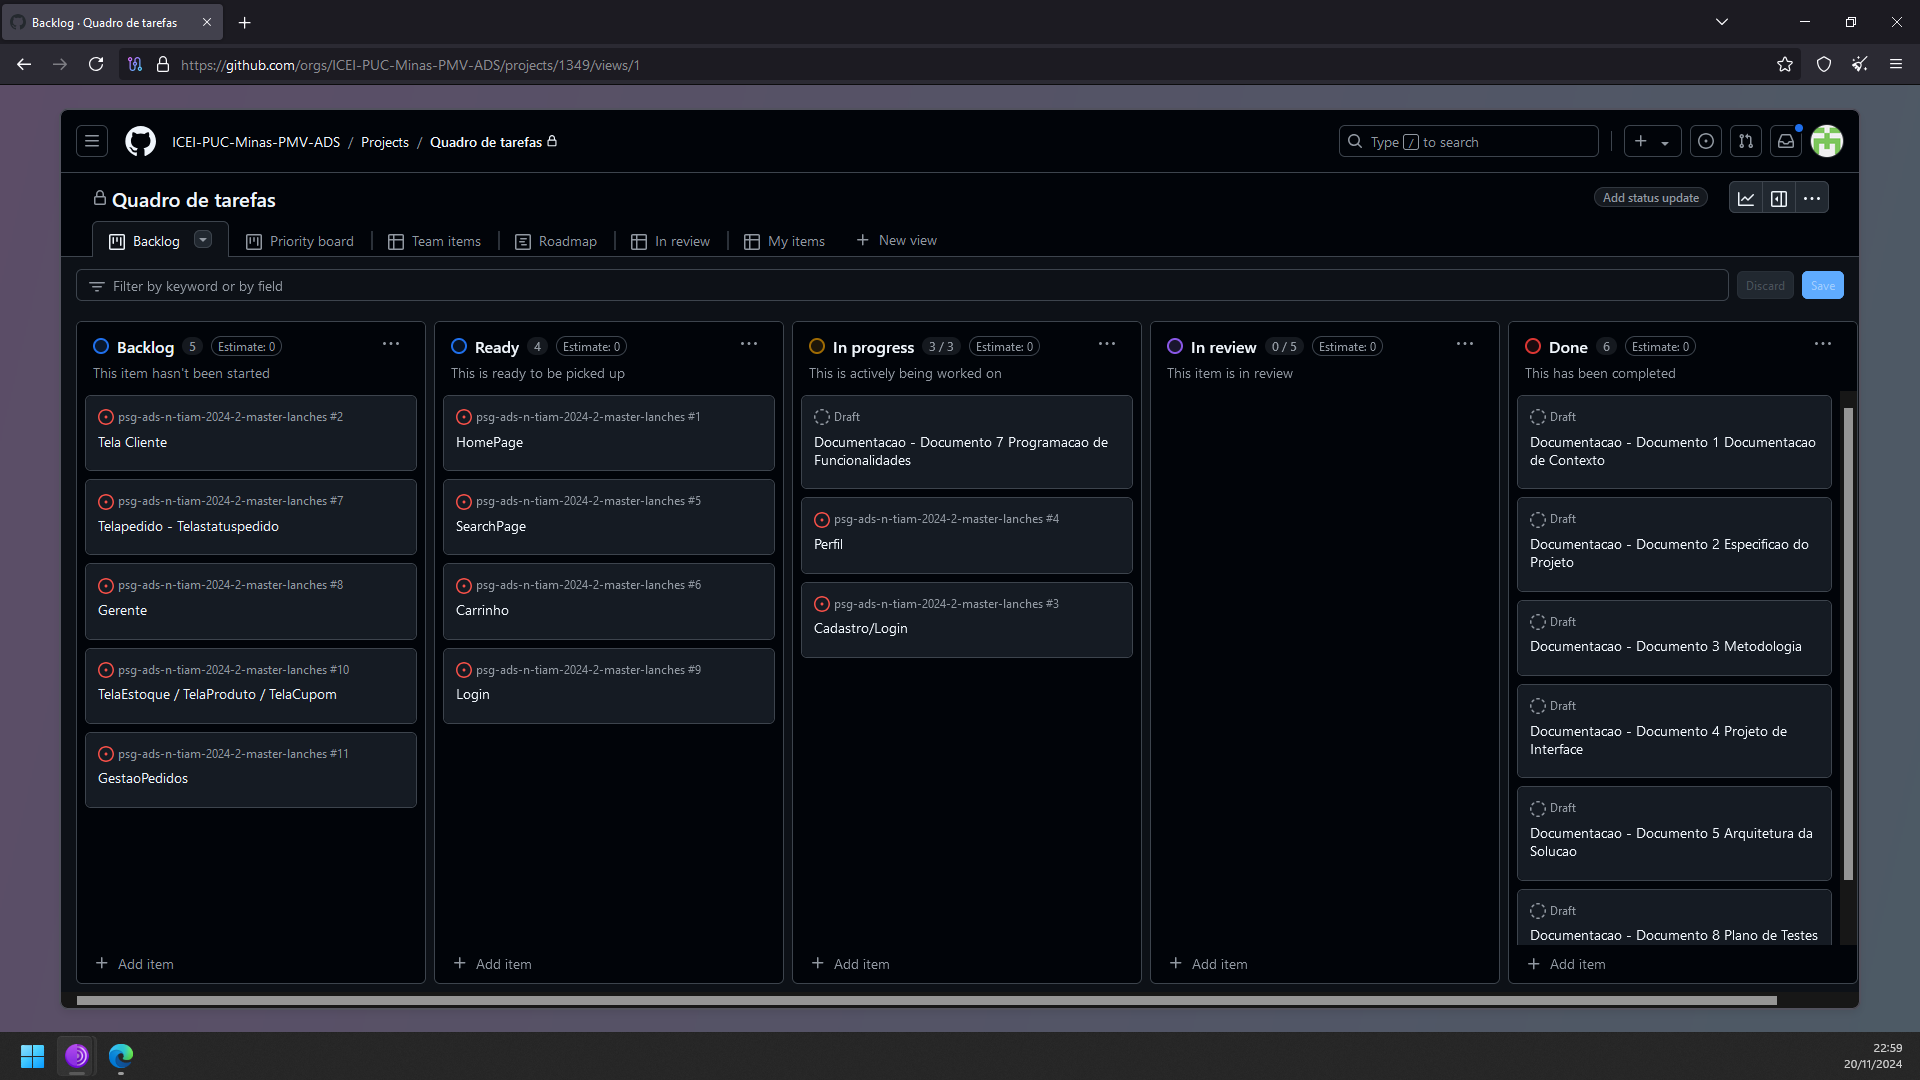 Backlog · Quadro de tarefas
https://github.com/orgs/ICEI-PUC-Minas-PMV-ADS/projects/1349/views/1
ICEI-PUC-Minas-PMV-ADS / Projects / Quadro de tarefas
Type / to search
Quadro de tarefas
Add status update
Backlog
Priority board
Team items
Roadmap
In review
My items
New view
Filter by keyword or by field
Discard
Save
Backlog 5 Estimate: 0
This item hasn't been started
psg-ads-n-tiam-2024-2-master-lanches #2
Tela Cliente
psg-ads-n-tiam-2024-2-master-lanches #7
Telapedido - Telastatuspedido
psg-ads-n-tiam-2024-2-master-lanches #8
Gerente
psg-ads-n-tiam-2024-2-master-lanches #10
TelaEstoque / TelaProduto / TelaCupom
psg-ads-n-tiam-2024-2-master-lanches #11
GestaoPedidos
Add item
Ready 4 Estimate: 0
This is ready to be picked up
psg-ads-n-tiam-2024-2-master-lanches #1
HomePage
psg-ads-n-tiam-2024-2-master-lanches #5
SearchPage
psg-ads-n-tiam-2024-2-master-lanches #6
Carrinho
psg-ads-n-tiam-2024-2-master-lanches #9
Login
Add item
In progress 3 / 3 Estimate: 0
This is actively being worked on
Draft
Documentacao - Documento 7 Programacao de
Funcionalidades
psg-ads-n-tiam-2024-2-master-lanches #4
Perfil
psg-ads-n-tiam-2024-2-master-lanches #3
Cadastro/Login
Add item
In review 0 / 5 Estimate: 0
This item is in review
Add item
Done 6 Estimate: 0
This has been completed
Draft
Documentacao - Documento 1 Documentacao
de Contexto
Draft
Documentacao - Documento 2 Especificao do
Projeto
Draft
Documentacao - Documento 3 Metodologia
Draft
Documentacao - Documento 4 Projeto de
Interface
Draft
Documentacao - Documento 5 Arquitetura da
Solucao
Draft
Documentacao - Documento 8 Plano de Testes
Add item
22:59
20/11/2024